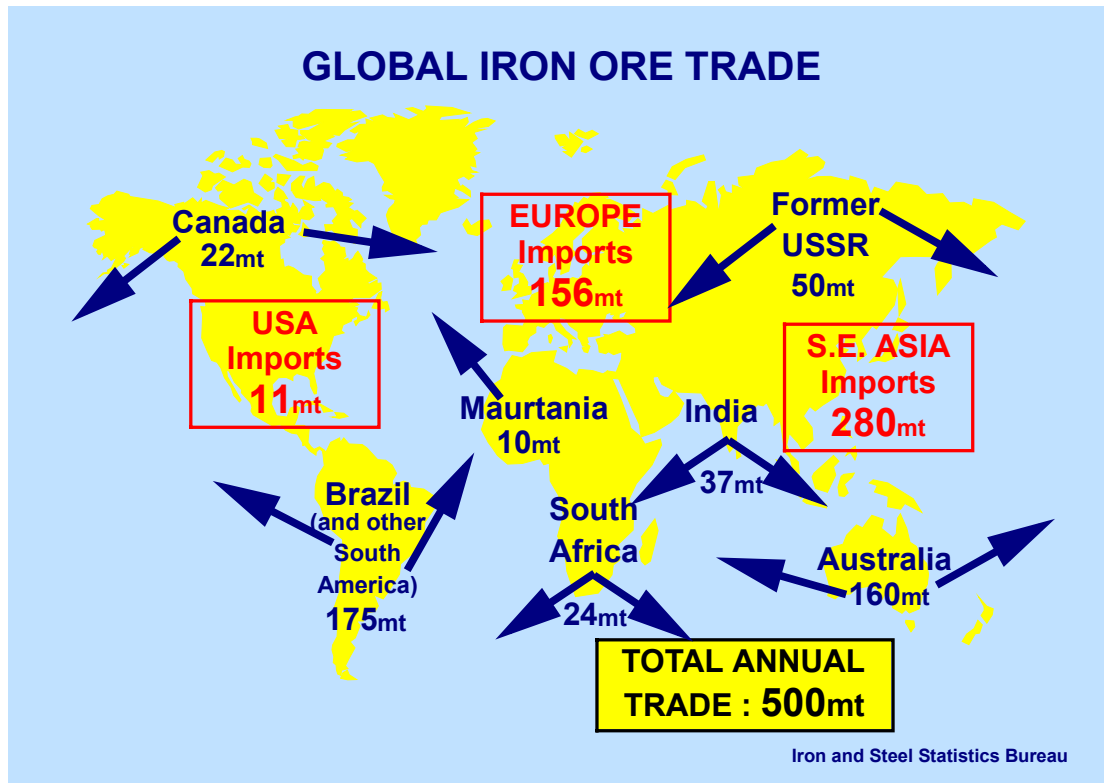 GLOBAL IRON ORE TRADE
Canada
22mt
EUROPE
Imports
156mt
Former
USSR
50mt
USA
Imports
11mt
S.E. ASIA
Imports
280mt
Maurtania
10mt
India
37mt
Brazil
(and other
South
America)
175mt
South
Africa
24mt
Australia
160mt
TOTAL ANNUAL
TRADE : 500mt
Iron and Steel Statistics Bureau